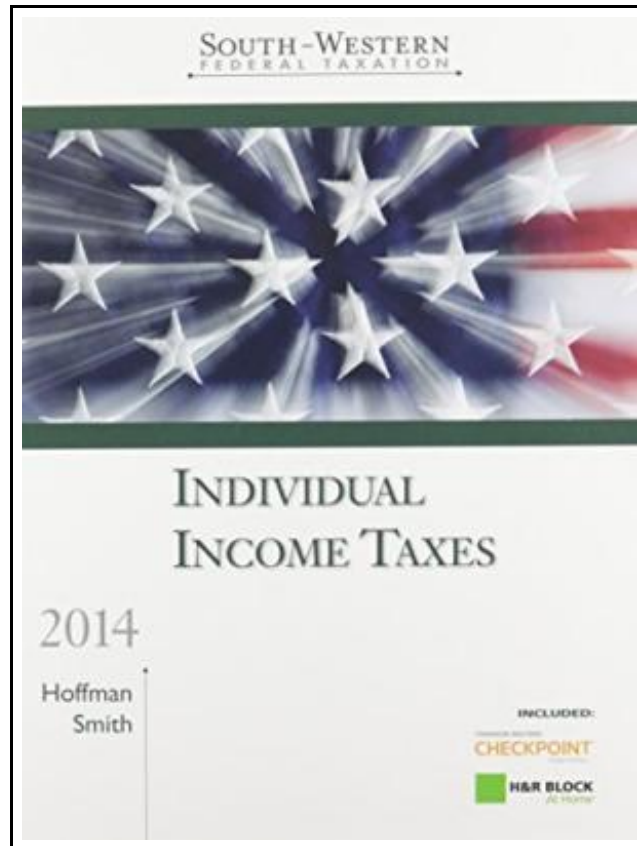 SOUTH-WESTERN
FEDERAL TAXATION
INDIVIDUAL
INCOME TAXES
2014
Hoffman
Smith
INCLUDED:
CHECKPOINT
H&R BLOCK
At Home